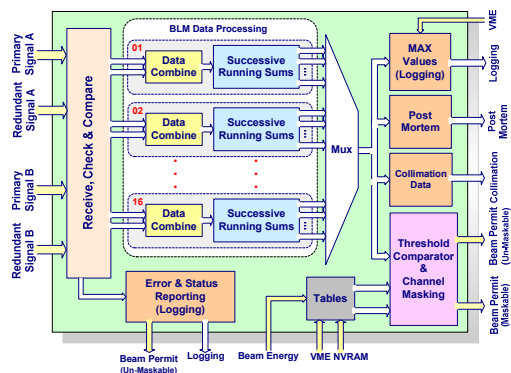 BLM Data Processing
VME
Primary
Signal A
Redundant
Signal A
Primary
Signal B
Redundant
Signal B
Receive, Check & Compare
01
Data
Combine
Successive
Running Sums
...
02
Data
Combine
Successive
Running Sums
...
. . .
. . .
16
Data
Combine
Successive
Running Sums
...
Mux
MAX
Values
(Logging)
Logging
Post
Mortem
Post
Mortem
Collimation
Data
Collimation
Threshold
Comparator
&
Channel
Masking
Beam Permit
(Un-Maskable)
Beam Permit
(Maskable)
Error & Status
Reporting
(Logging)
Tables
Beam Permit
(Un-Maskable)
Logging
Beam Energy
VME
NVRAM